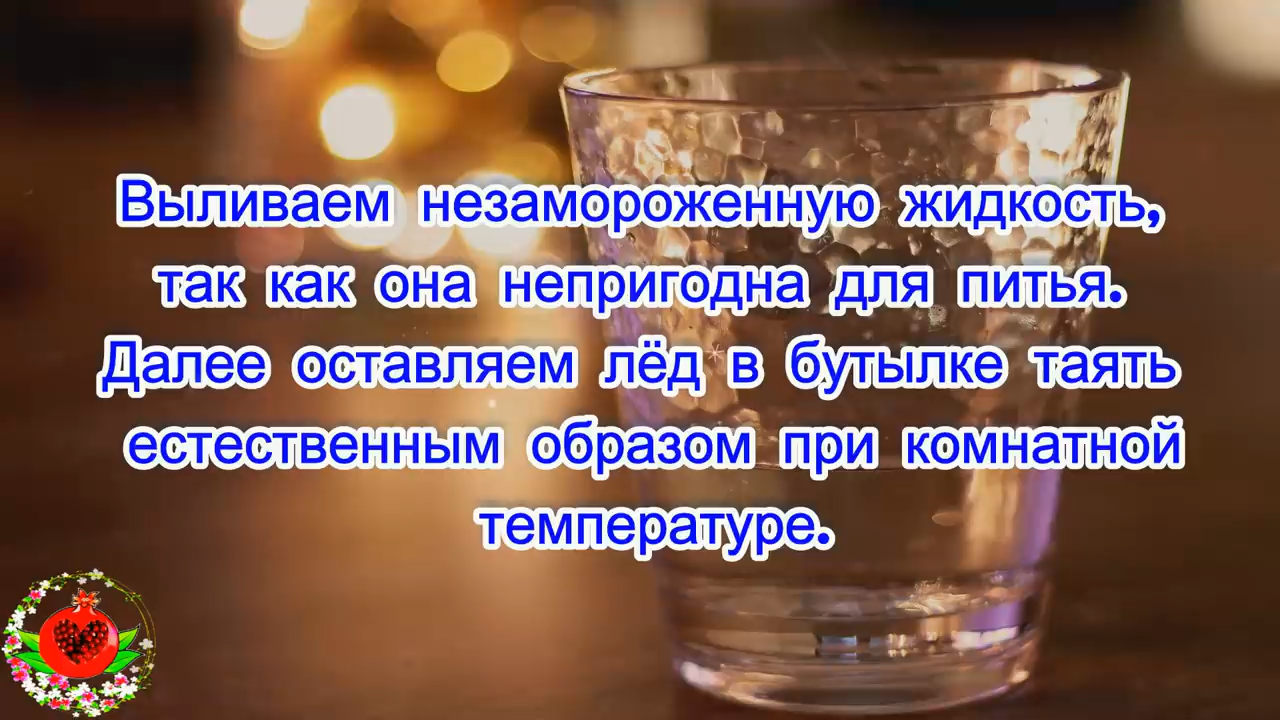 Выливаем незамороженную жидкость,
так как она непригодна для питья.
Далее оставляем лёд в бутылке таять
естественным образом при комнатной
температуре.